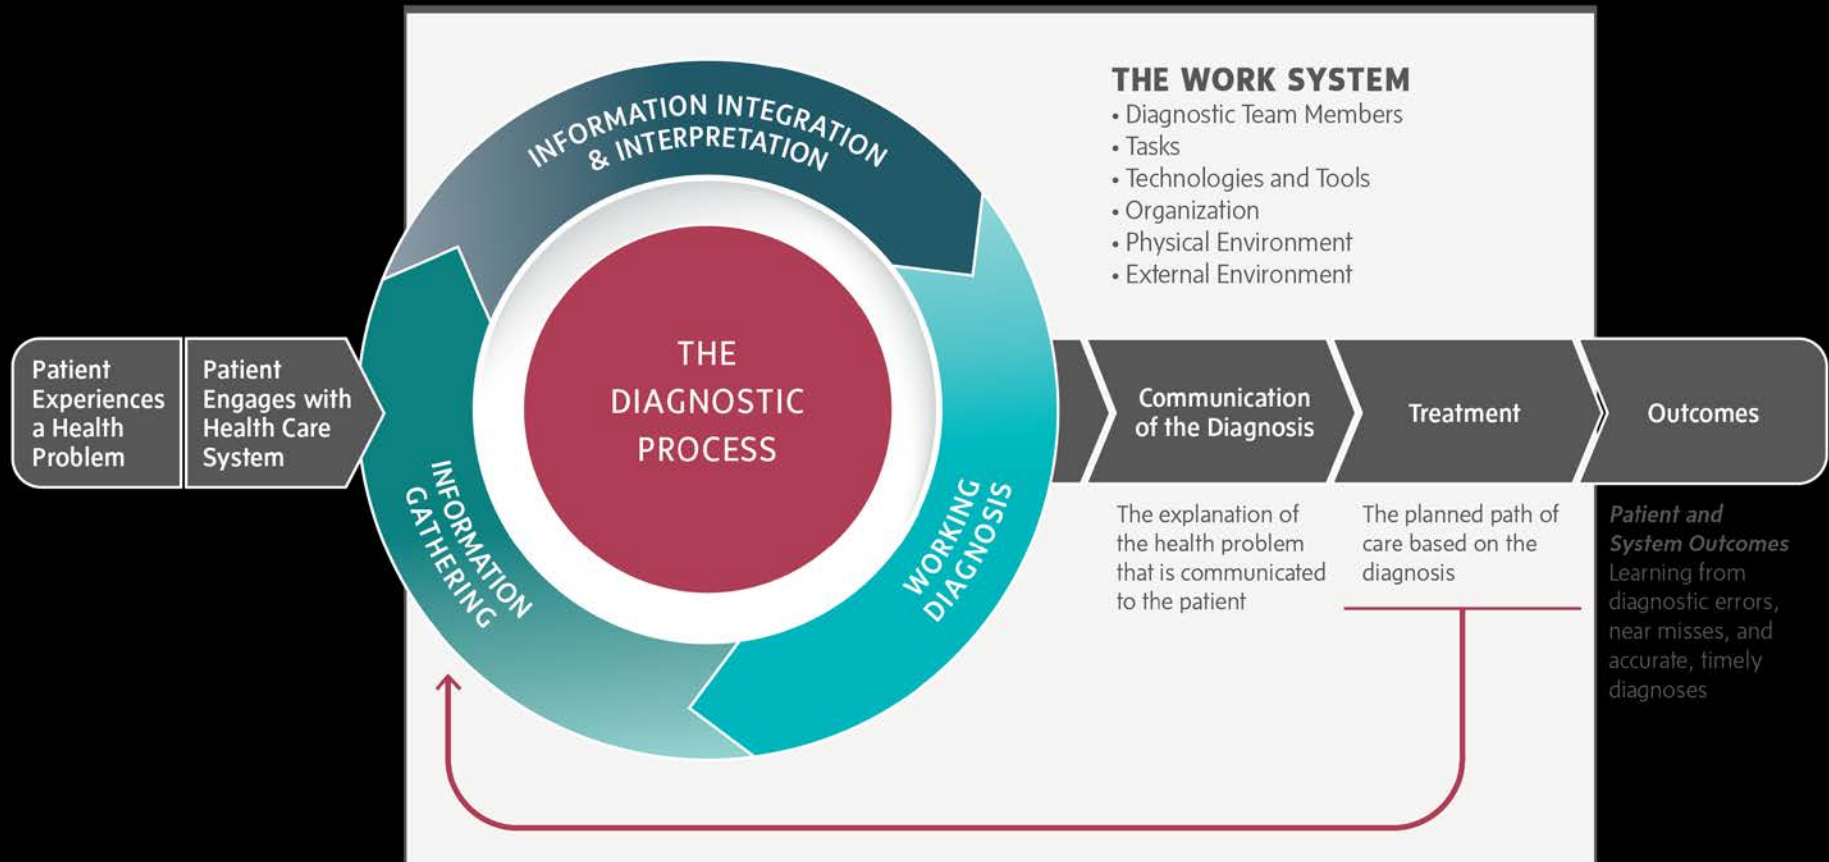 INFORMATION INTEGRATION
& INTERPRETATION
THE WORK SYSTEM
• Diagnostic Team Members
• Tasks
• Technologies and Tools
• Organization
• Physical Environment
• External Environment
Patient
Experiences
a Health
Problem
Patient
Engages with
Health Care
System
THE
DIAGNOSTIC
PROCESS
INFORMATION
GATHERING
WORKING
DIAGNOSIS
Communication
of the Diagnosis
Treatment
Outcomes
The explanation of
the health problem
that is communicated
to the patient
The planned path of
care based on the
diagnosis
Patient and
System Outcomes
Learning from
diagnostic errors,
near misses, and
accurate, timely
diagnoses